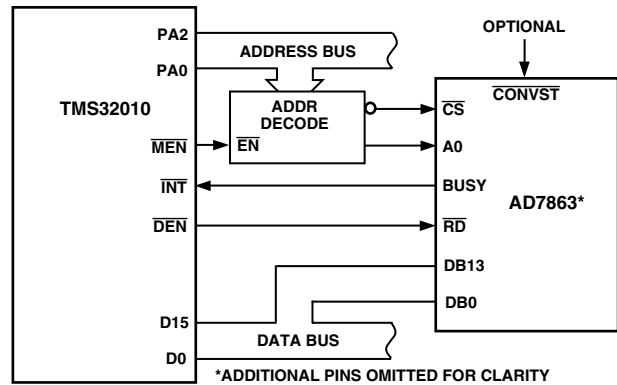 PA2
ADDRESS BUS
PA0
OPTIONAL
TMS32010
ADDR
DECODE
CONVST
CS
MEN
EN
A0
INT
BUSY
AD7863*
DEN
RD
DB13
DB0
D15
DATA BUS
D0
*ADDITIONAL PINS OMITTED FOR CLARITY